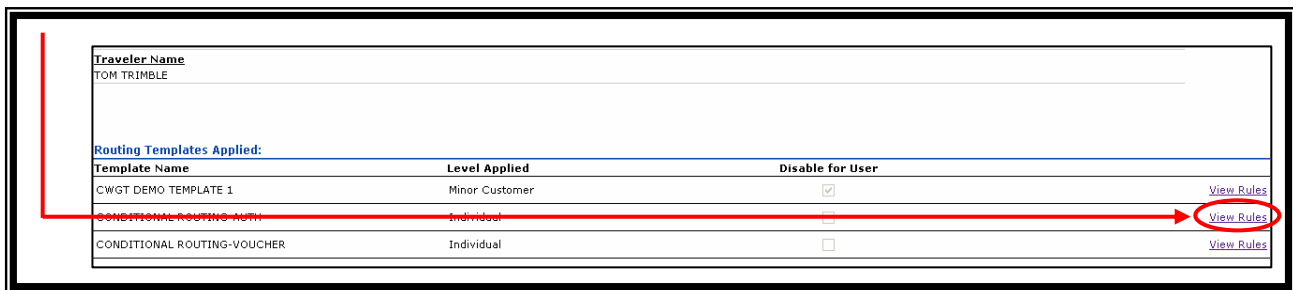 Traveler Name
TOM TRIMBLE
Routing Templates Applied:
Template Name Level Applied Disable for User
CWGT DEMO TEMPLATE 1 Minor Customer View Rules
CONDITIONAL ROUTING-AUTH Individual View Rules
CONDITIONAL ROUTING-VOUCHER Individual View Rules